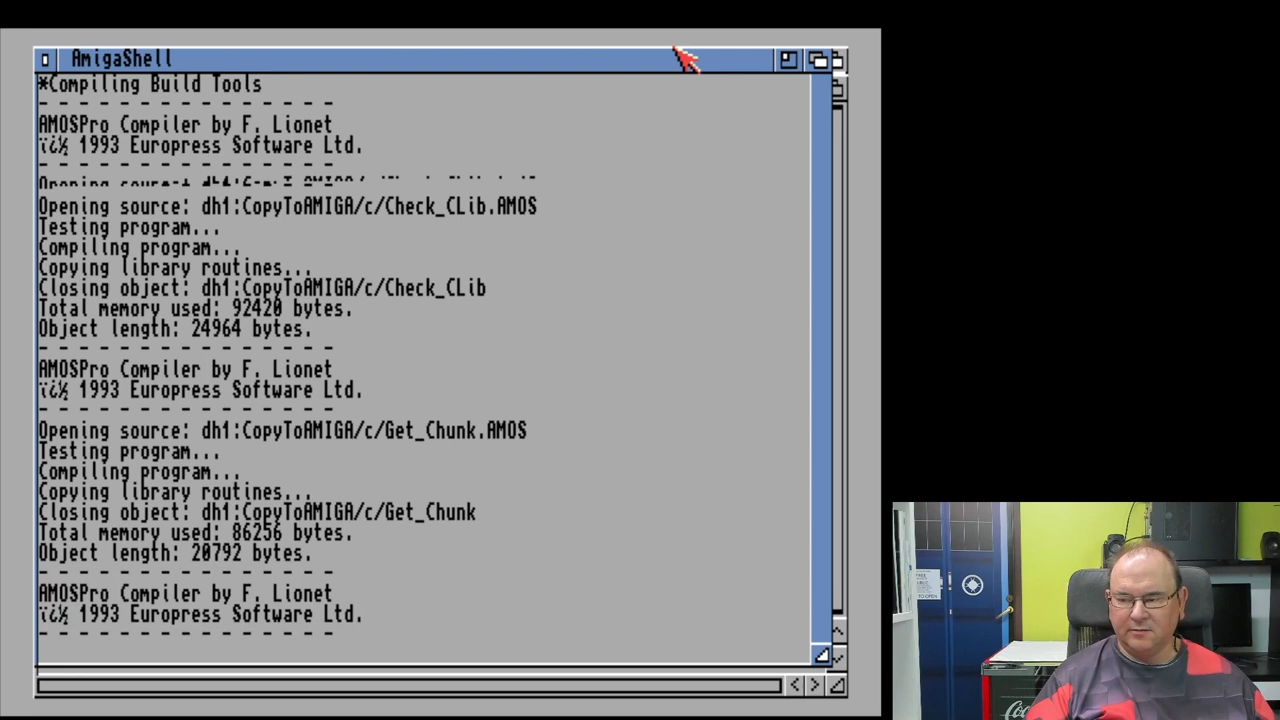 AmigaShell
*Compiling Build Tools
- - - - - - - - - - - - - - -
AMOSPro Compiler by F. Lionet
ï¿½ 1993 Europress Software Ltd.
- - - - - - - - - - - - - - -
Opening source: dh1:CopyToAMIGA/c/Check_CLib.AMOS
Testing program...
Compiling program...
Copying library routines...
Closing object: dh1:CopyToAMIGA/c/Check_CLib
Total memory used: 92420 bytes.
Object length: 24964 bytes.
- - - - - - - - - - - - - - -
AMOSPro Compiler by F. Lionet
ï¿½ 1993 Europress Software Ltd.
- - - - - - - - - - - - - - -
Opening source: dh1:CopyToAMIGA/c/Get_Chunk.AMOS
Testing program...
Compiling program...
Copying library routines...
Closing object: dh1:CopyToAMIGA/c/Get_Chunk
Total memory used: 86256 bytes.
Object length: 20792 bytes.
- - - - - - - - - - - - - - -
AMOSPro Compiler by F. Lionet
ï¿½ 1993 Europress Software Ltd.
- - - - - - - - - - - - - - -
FREE
TO OPEN